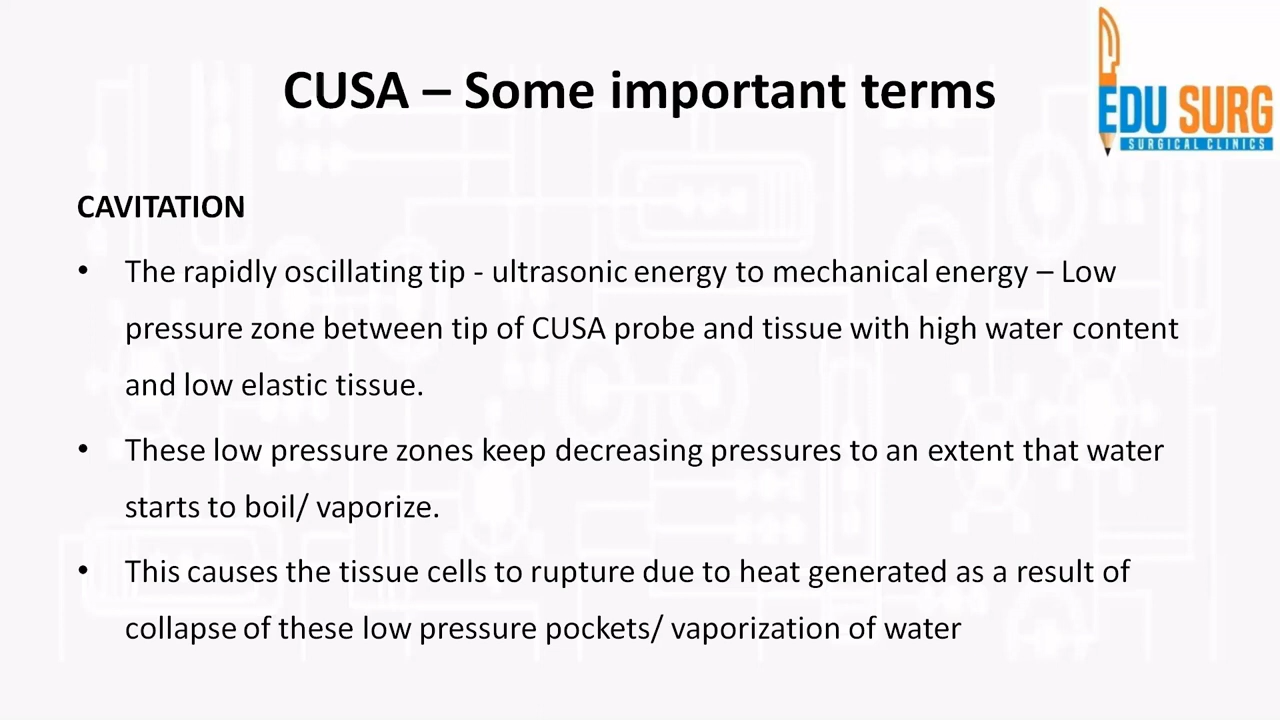 CUSA – Some important terms
EDU SURG
SURGICAL CLINICS
CAVITATION
• The rapidly oscillating tip - ultrasonic energy to mechanical energy – Low
pressure zone between tip of CUSA probe and tissue with high water content
and low elastic tissue.
• These low pressure zones keep decreasing pressures to an extent that water
starts to boil/ vaporize.
• This causes the tissue cells to rupture due to heat generated as a result of
collapse of these low pressure pockets/ vaporization of water